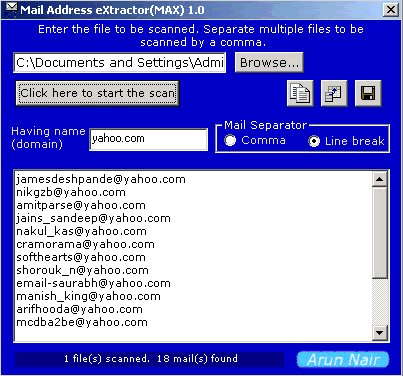 Mail Address eXtractor(MAX) 1.0
Enter the file to be scanned. Separate multiple files to be
scanned by a comma.
C:\Documents and Settings\Admi
Browse...
Click here to start the scan
Having name
(domain)
yahoo.com
Mail Separator
Comma
Line break
jamesdeshpande@yahoo.com
nikgzb@yahoo.com
amitparse@yahoo.com
jains_sandeep@yahoo.com
nakul_kas@yahoo.com
cramorama@yahoo.com
softhearts@yahoo.com
shorouk_n@yahoo.com
email-saurabh@yahoo.com
manish_king@yahoo.com
arifhooda@yahoo.com
mcdba2be@yahoo.com
1 file(s) scanned. 18 mail(s) found
Arun Nair